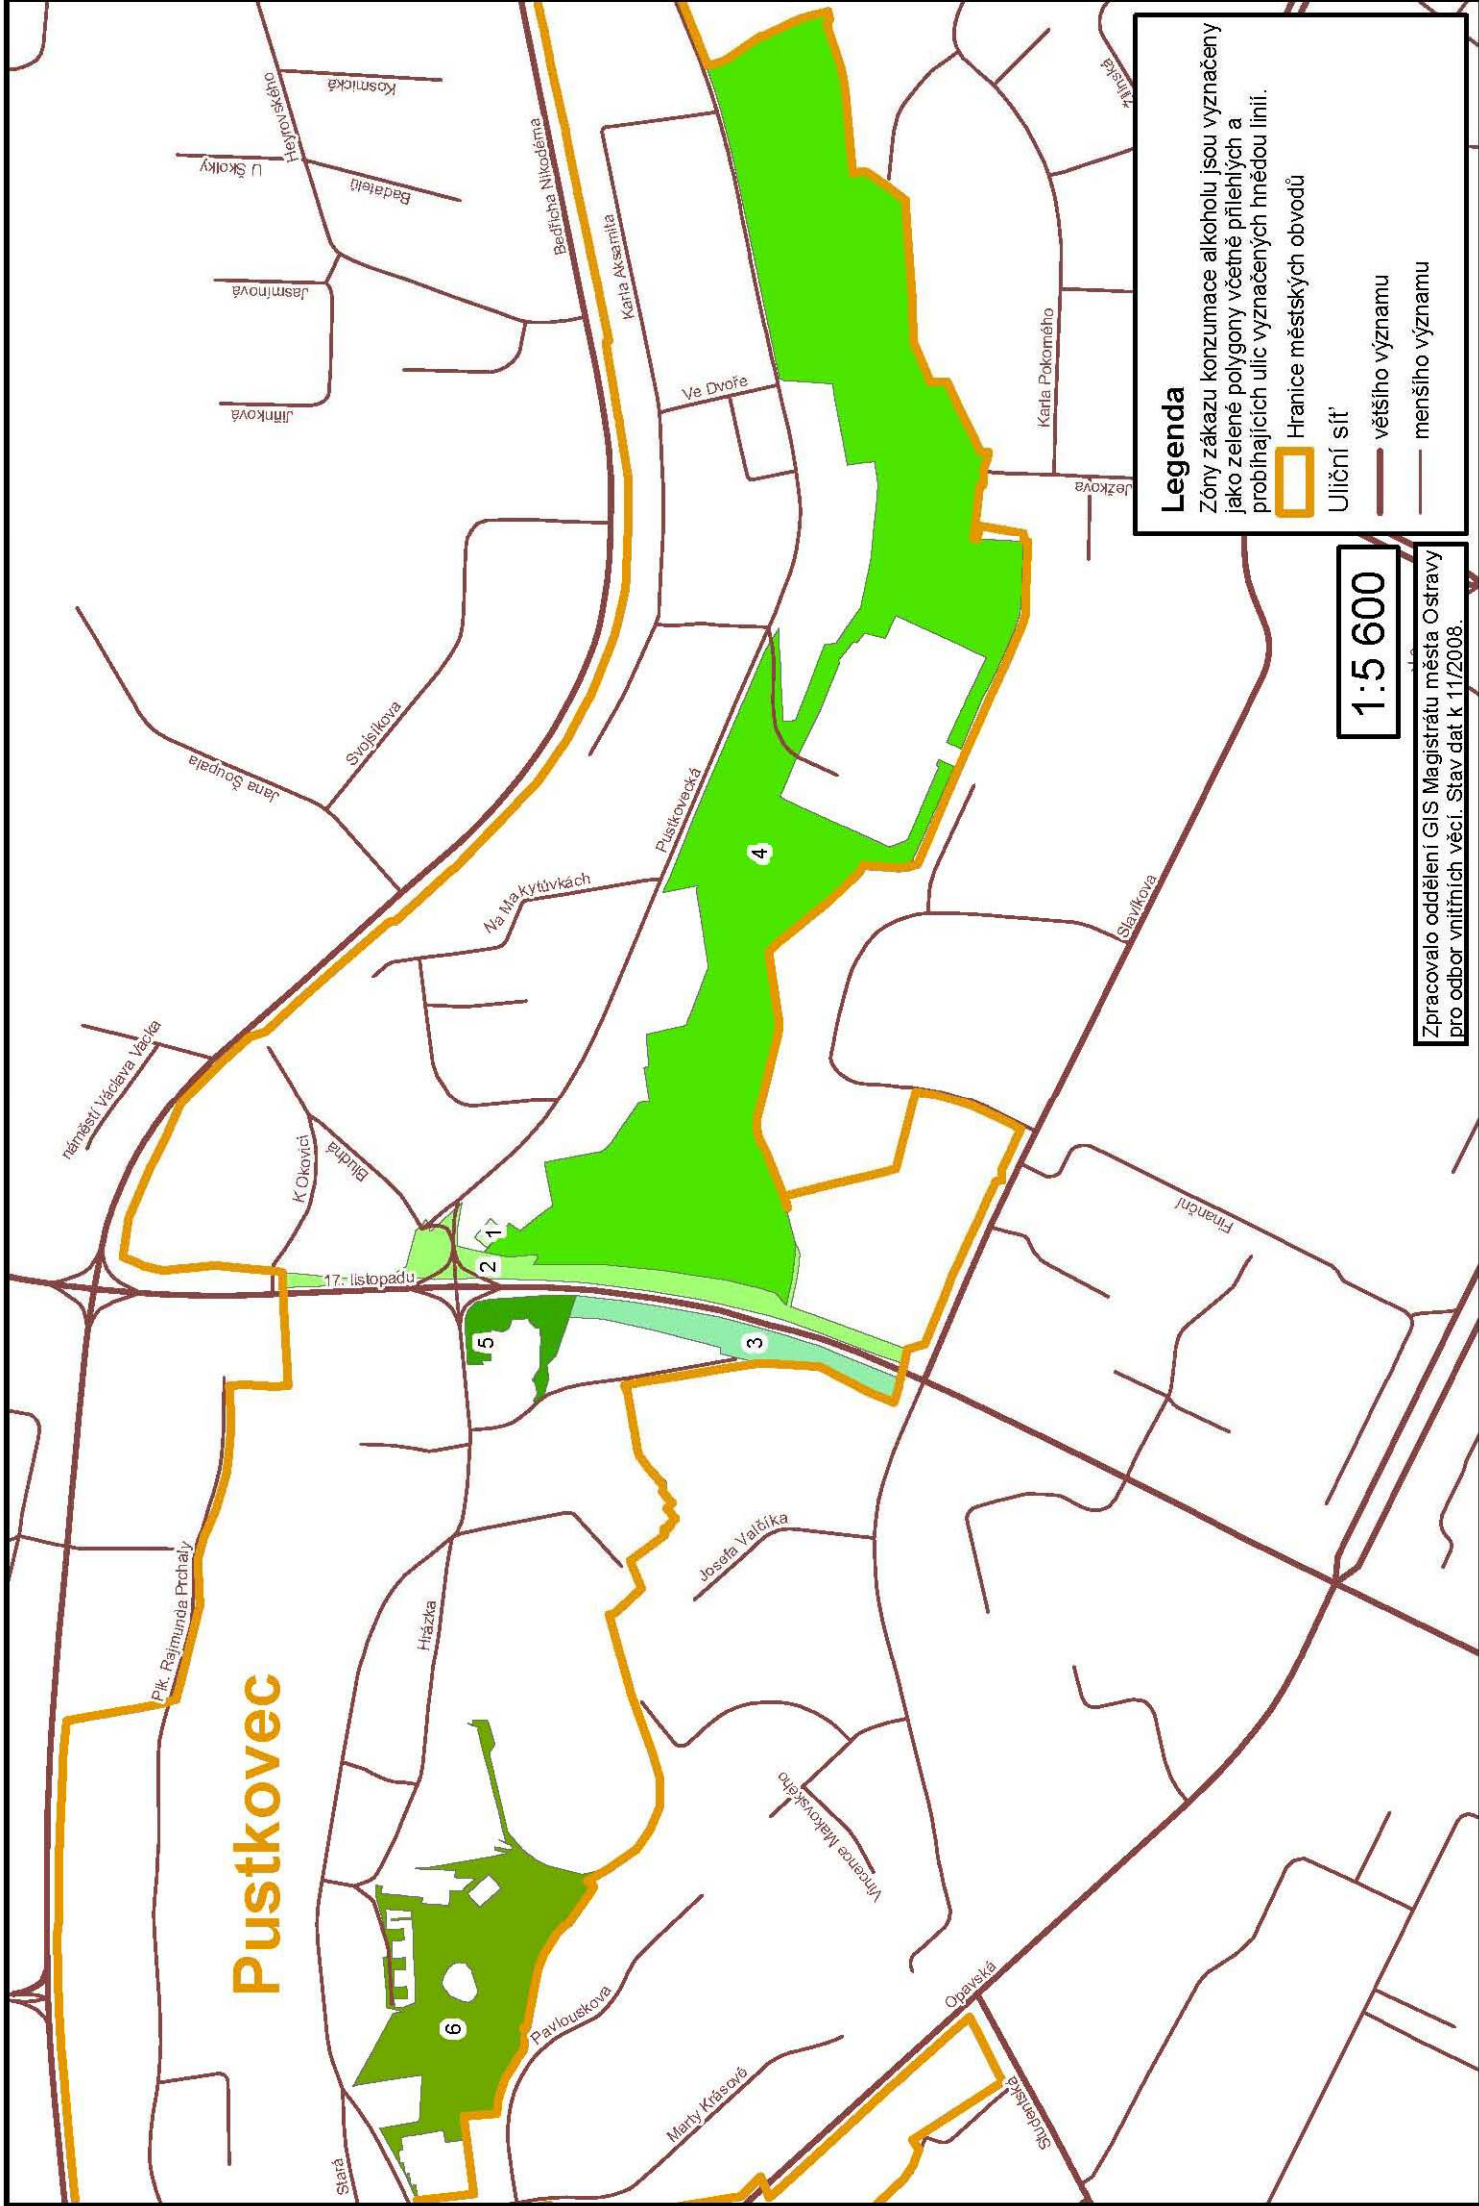 Pustkovec
Plk. Rajmunda Prchaly
Stará
Hrázka
Pavlouskova
Marty Krásové
Opavská
Studentská
Vincence Makovského
Josefa Valčíka
17. listopadu
K Okovici
Bludná
náměstí Václava Vacka
Na Makytůvkách
Pustkovecká
Jana Šoupala
Svojsíkova
Slavíkova
Finanční
Ve Dvoře
Karla Aksamita
Bedřicha Nikodéma
Jiřinková
Jasmínová
Badatelů
U Školky
Heyrovského
Kosmická
Karla Pokorného
Ježkova
Žilinská
1
2
3
4
5
6
Legenda
Zóny zákazu konzumace alkoholu jsou vyznačeny
jako zelené polygony včetně přilehlých a
probíhajících ulic vyznačených hnědou linií.
Hranice městských obvodů
Uliční síť
většího významu
menšího významu
1:5 600
Zpracovalo oddělení GIS Magistrátu města Ostravy
pro odbor vnitřních věcí. Stav dat k 11/2008.